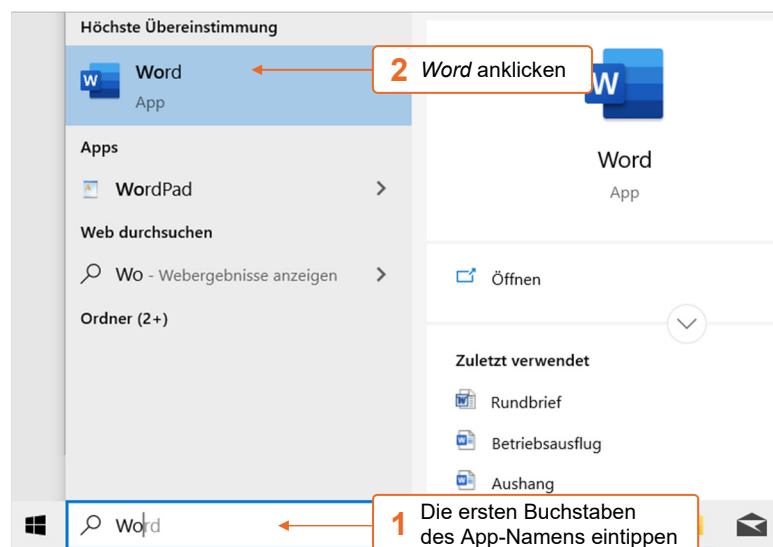 Höchste Übereinstimmung
W
Word
App
2 Word anklicken
Apps
WordPad
Web durchsuchen
Wo - Webergebnisse anzeigen
Ordner (2+)
W
Word
App
Öffnen
Zuletzt verwendet
Rundbrief
Betriebsausflug
Aushang
Word
1 Die ersten Buchstaben
des App-Namens eintippen